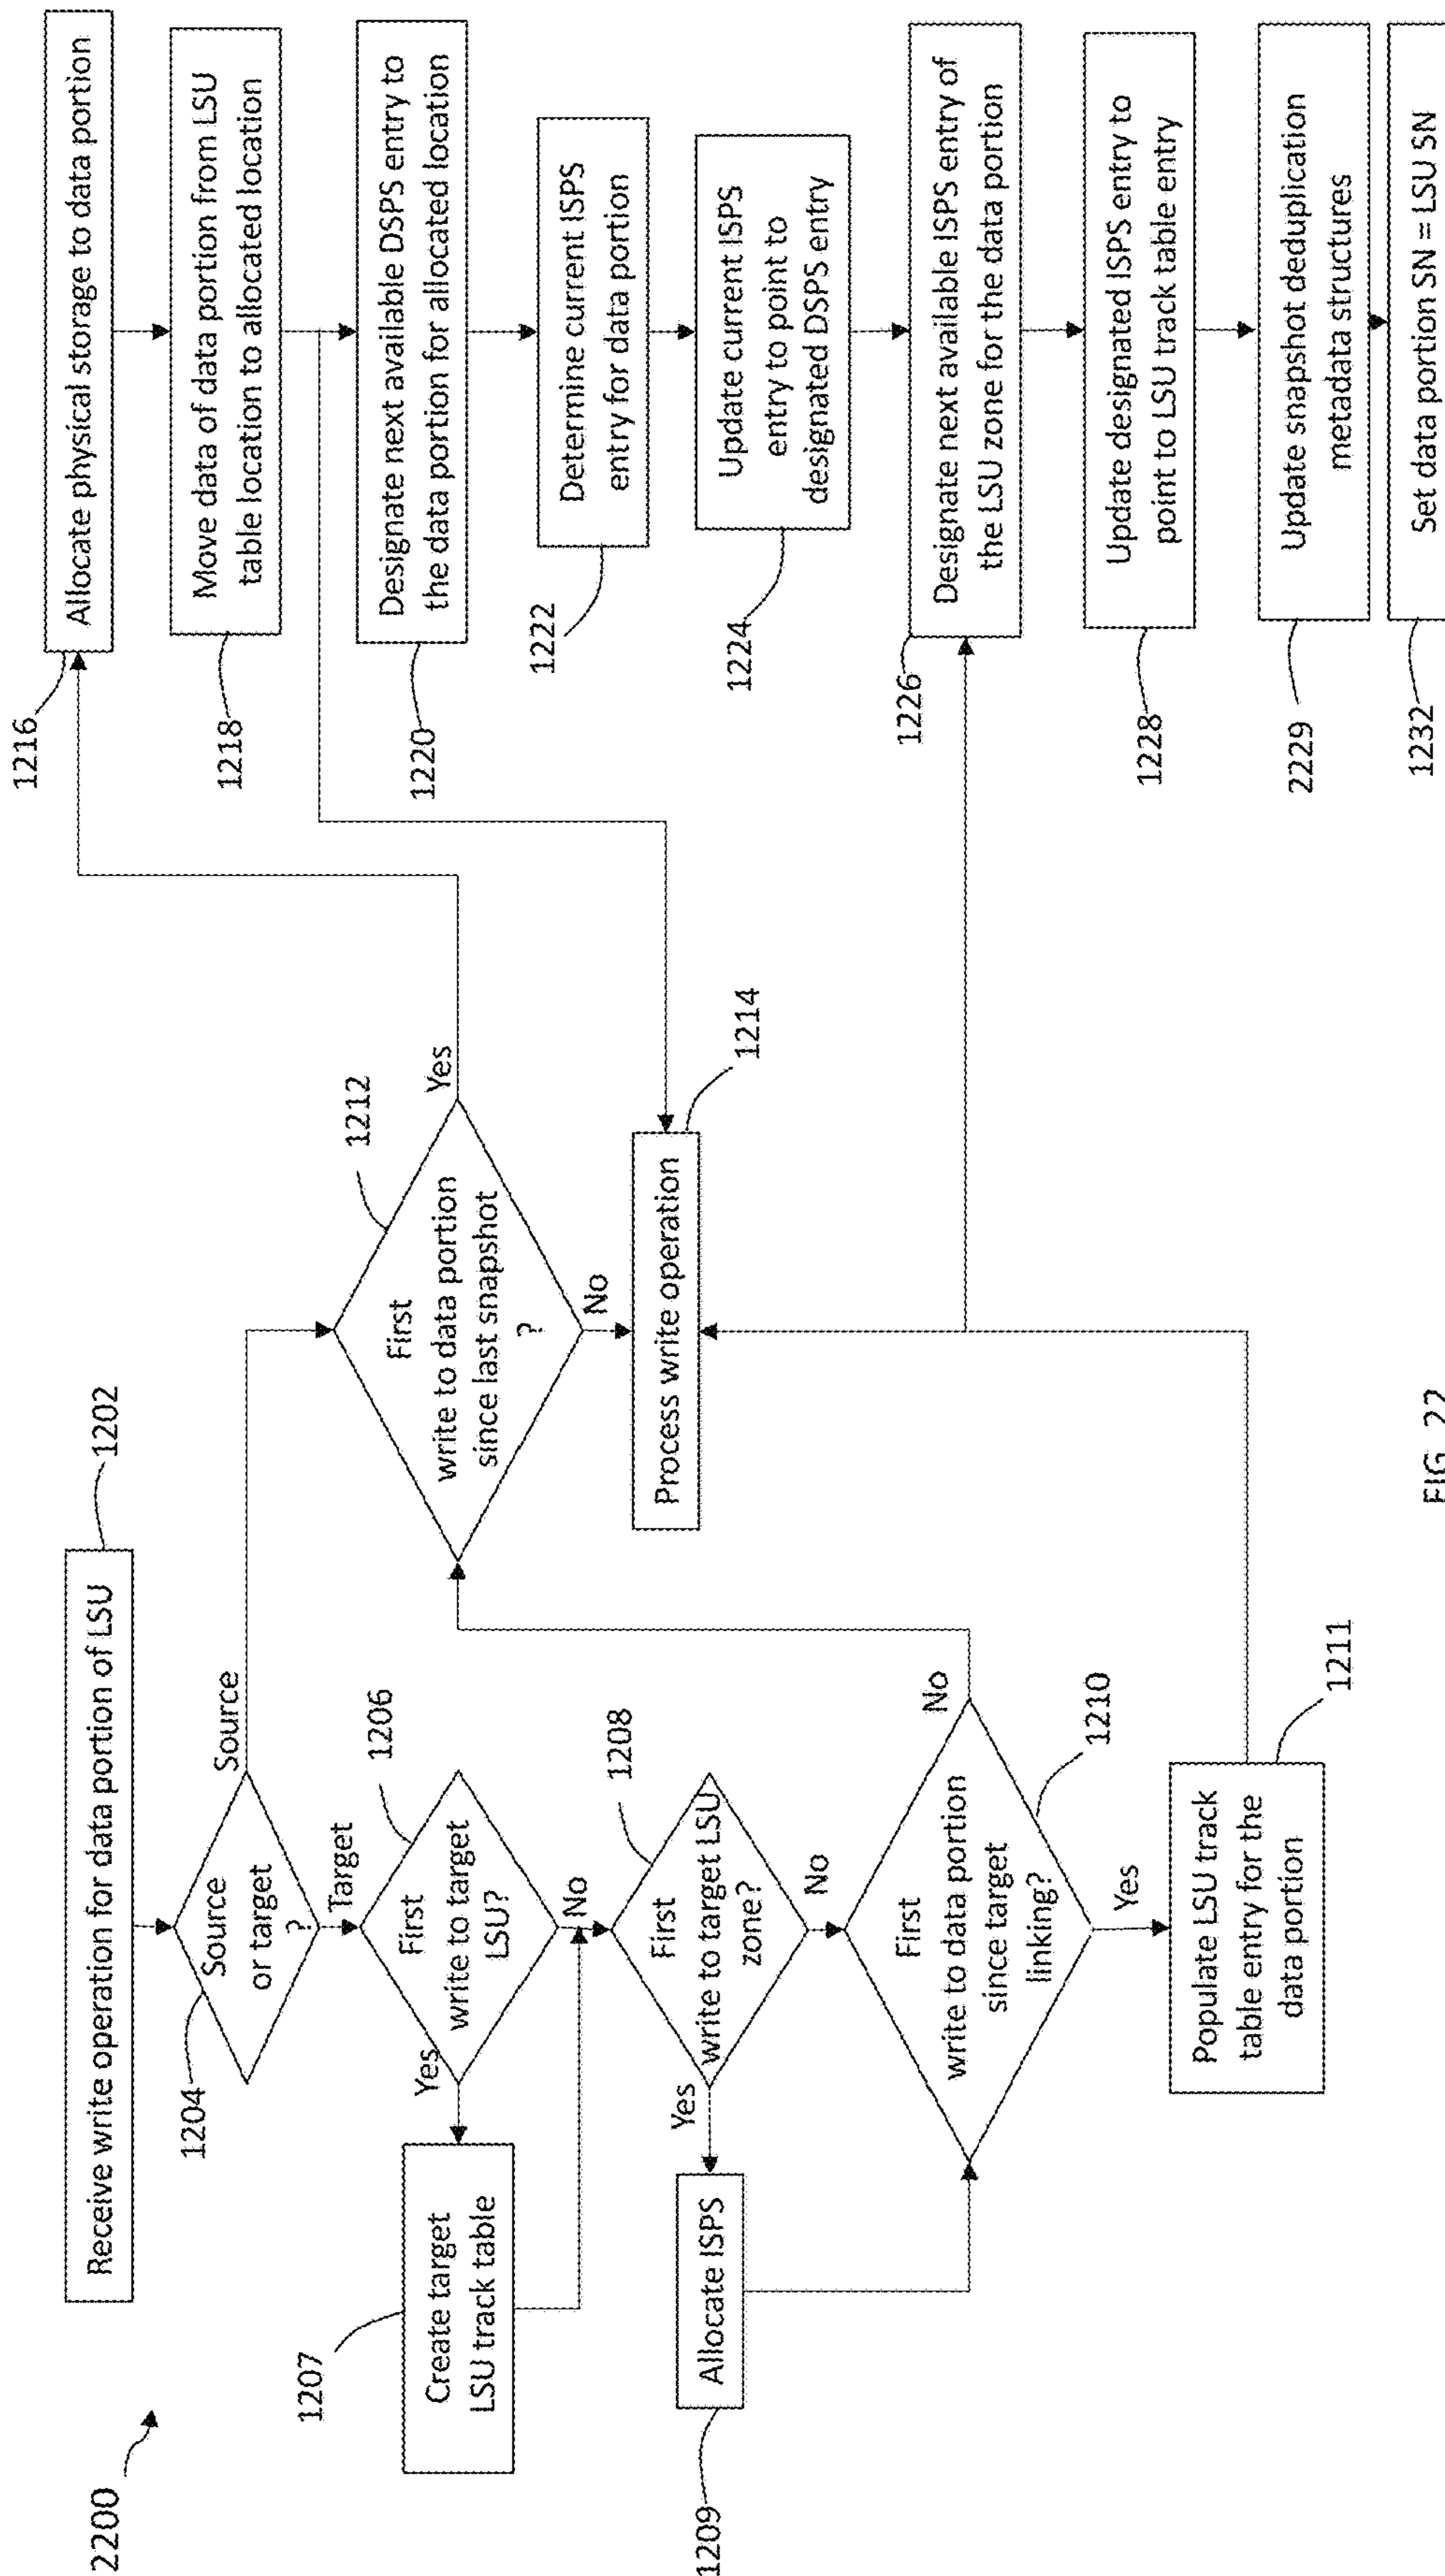 2200
Receive write operation for data portion of LSU
1202
Source
or target
?
1204
Source
Target
First
write to target
LSU?
1206
Yes
No
Create target
LSU track table
1207
First
write to target LSU
zone?
1208
Yes
No
Allocate ISPS
1209
First
write to data portion
since target
linking?
1210
No
Yes
Populate LSU track
table entry for the
data portion
1211
First
write to data portion
since last snapshot
?
1212
Yes
No
Process write operation
1214
Allocate physical storage to data portion
1216
Move data of data portion from LSU
table location to allocated location
1218
Designate next available DSPS entry to
the data portion for allocated location
1220
Determine current ISPS
entry for data portion
1222
Update current ISPS
entry to point to
designated DSPS entry
1224
Designate next available ISPS entry of
the LSU zone for the data portion
1226
Update designated ISPS entry to
point to LSU track table entry
1228
Update snapshot deduplication
metadata structures
2229
Set data portion SN = LSU SN
1232
FIG. 22